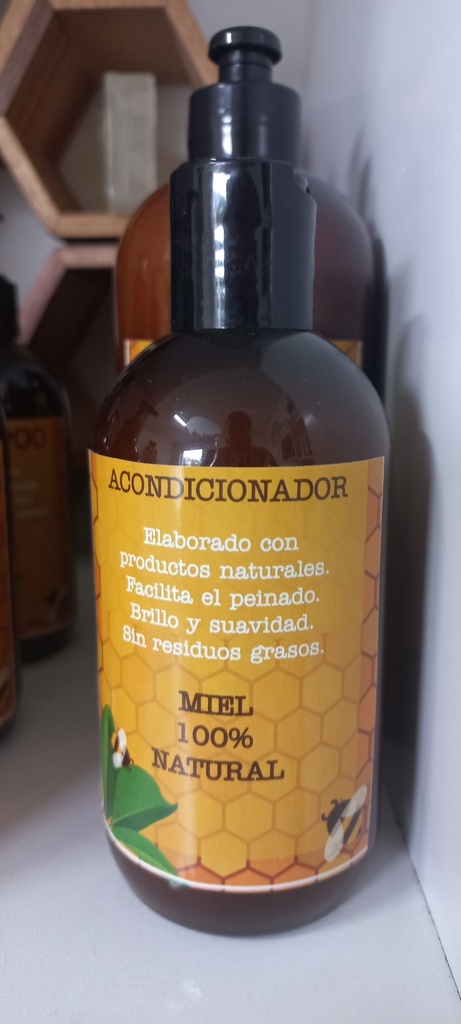 ACONDICIONADOR
Elaborado con
productos naturales.
Facilita el peinado.
Brillo y suavidad.
Sin residuos grasos.
MIEL
100%
NATURAL